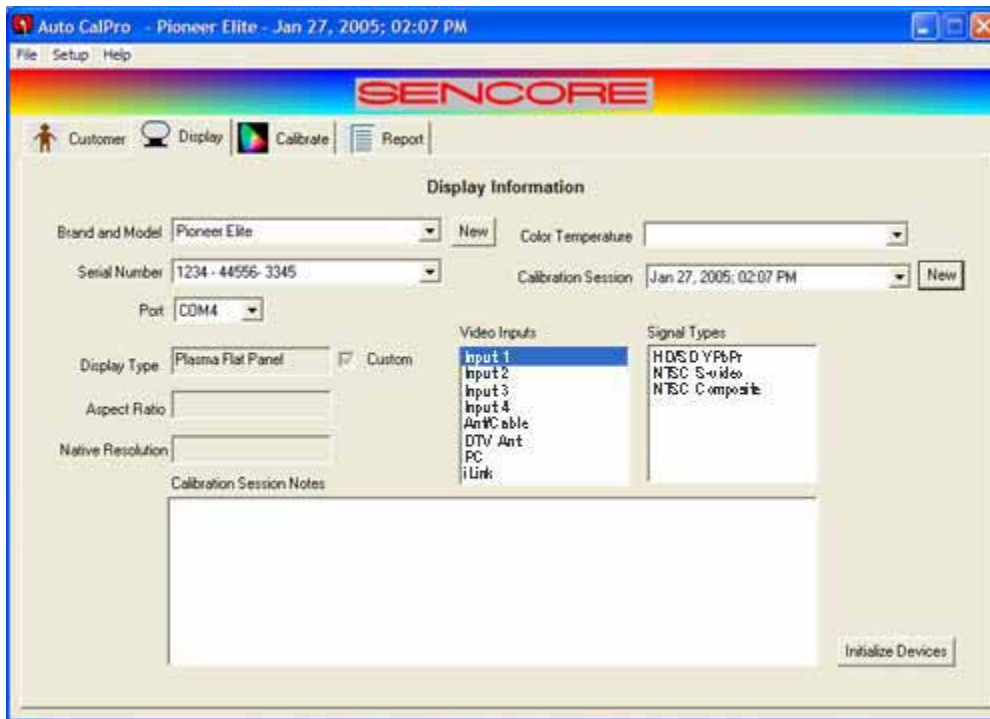 Auto CalPro - Pioneer Elite - Jan 27, 2005; 02:07 PM
File Setup Help
SENCORE
Customer Display Calibrate Report
Display Information
Brand and Model Pioneer Elite New Color Temperature
Serial Number 1234 - 44556- 3345 Calibration Session Jan 27, 2005; 02:07 PM New
Port COM4
Video Inputs Signal Types
Display Type Plasma Flat Panel Custom
Aspect Ratio
Native Resolution
Input 1
Input 2
Input 3
Input 4
Ant/Cable
DTV Ant
PC
iLink
HD/SD YPbPr
NTSC S-video
NTSC Composite
Calibration Session Notes
Initialize Devices